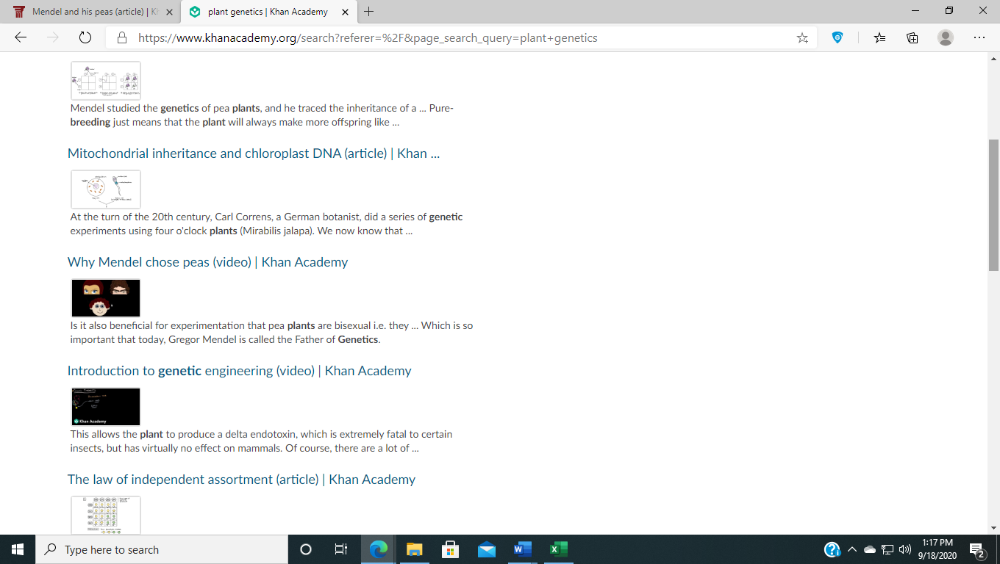 Mendel and his peas (article) | Kh
plant genetics | Khan Academy
https://www.khanacademy.org/search?referer=%2F&page_search_query=plant+genetics
Mendel studied the genetics of pea plants, and he traced the inheritance of a ... Pure-
breeding just means that the plant will always make more offspring like ...
Mitochondrial inheritance and chloroplast DNA (article) | Khan ...
At the turn of the 20th century, Carl Correns, a German botanist, did a series of genetic
experiments using four o'clock plants (Mirabilis jalapa). We now know that ...
Why Mendel chose peas (video) | Khan Academy
Is it also beneficial for experimentation that pea plants are bisexual i.e. they ... Which is so
important that today, Gregor Mendel is called the Father of Genetics.
Introduction to genetic engineering (video) | Khan Academy
Khan Academy
This allows the plant to produce a delta endotoxin, which is extremely fatal to certain
insects, but has virtually no effect on mammals. Of course, there are a lot of ...
The law of independent assortment (article) | Khan Academy
Type here to search
1:17 PM
9/18/2020
2